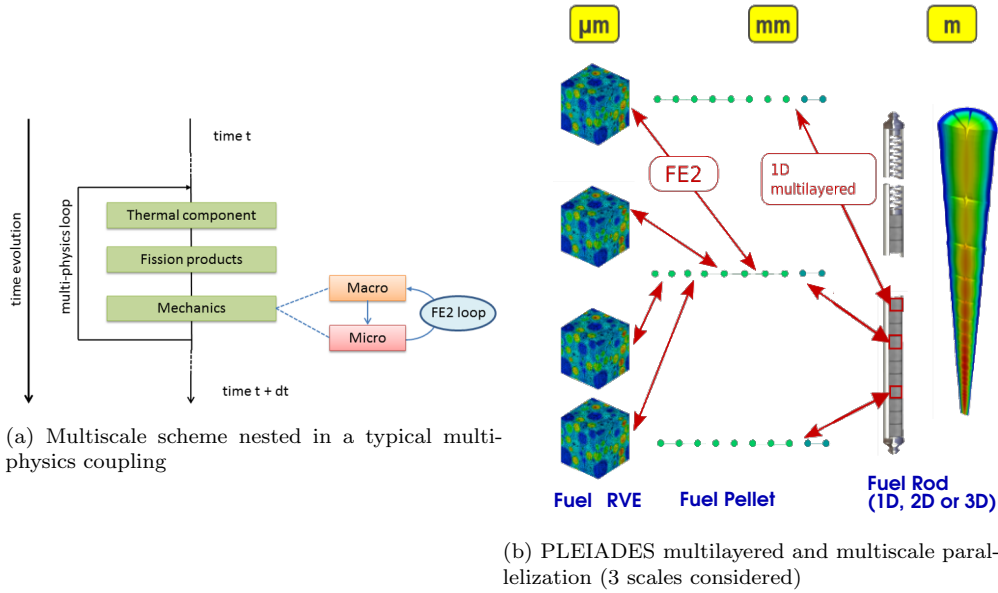 time t
time evolution
multi-physics loop
Thermal component
Fission products
Mechanics
Macro
Micro
FE2 loop
time t + dt
(a) Multiscale scheme nested in a typical multi-
physics coupling
µm
mm
m
FE2
1D
multilayered
Fuel RVE
Fuel Pellet
Fuel Rod
(1D, 2D or 3D)
(b) PLEIADES multilayered and multiscale paral-
lelization (3 scales considered)